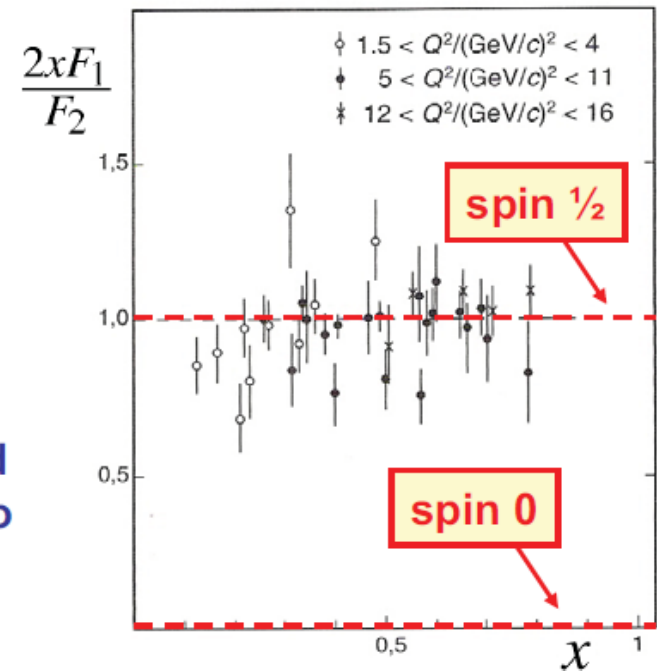 2xF₁
F₂
1.5 < Q²/(GeV/c)² < 4
5 < Q²/(GeV/c)² < 11
12 < Q²/(GeV/c)² < 16
1,5
spin ½
1,0
0,5
spin 0
0,5
x
1